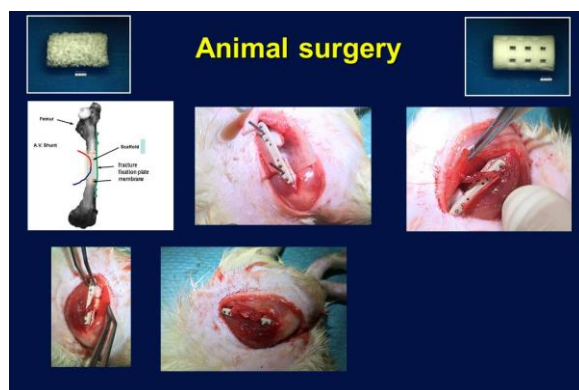 Animal surgery
Femur
A.V. Shunt
Scaffold
fracture
fixation plate
membrane